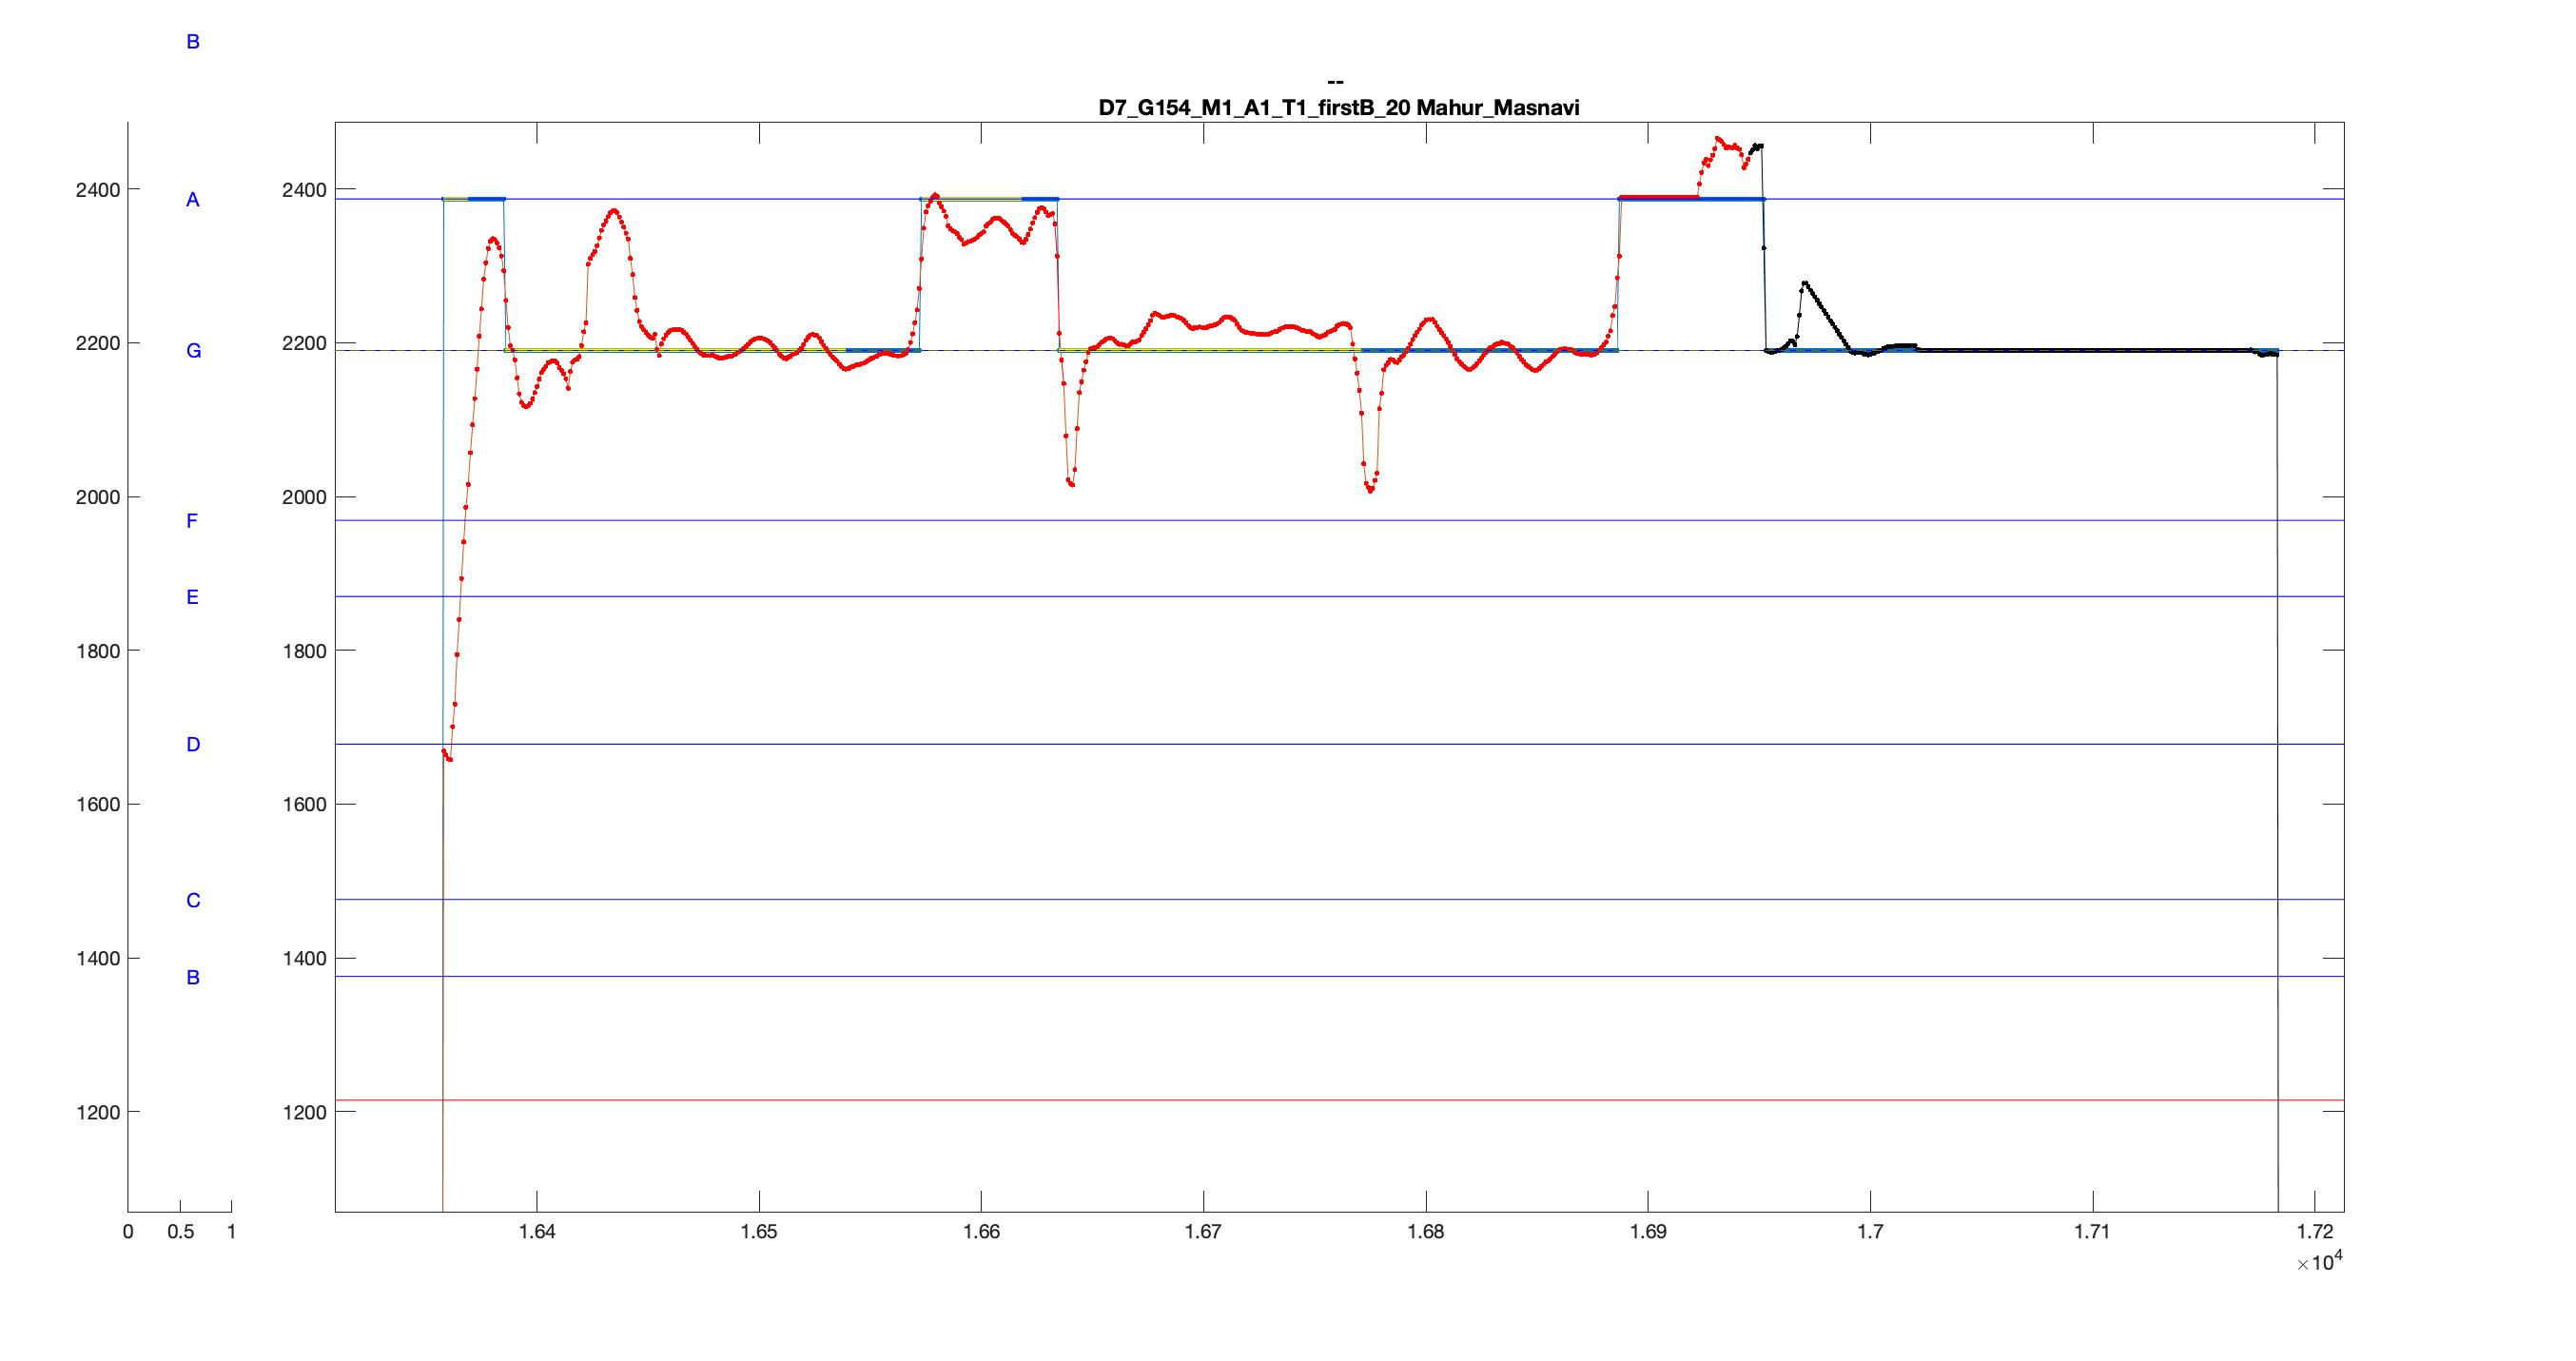 B
--
D7_G154_M1_A1_T1_firstB_20 Mahur_Masnavi
2400 A 2400
2200 G 2200
2000 2000
F
E
1800 1800
D
1600 1600
C
1400 1400
B
1200 1200
0 0.5 1 1.64 1.65 1.66 1.67 1.68 1.69 1.7 1.71 1.72
×10⁴